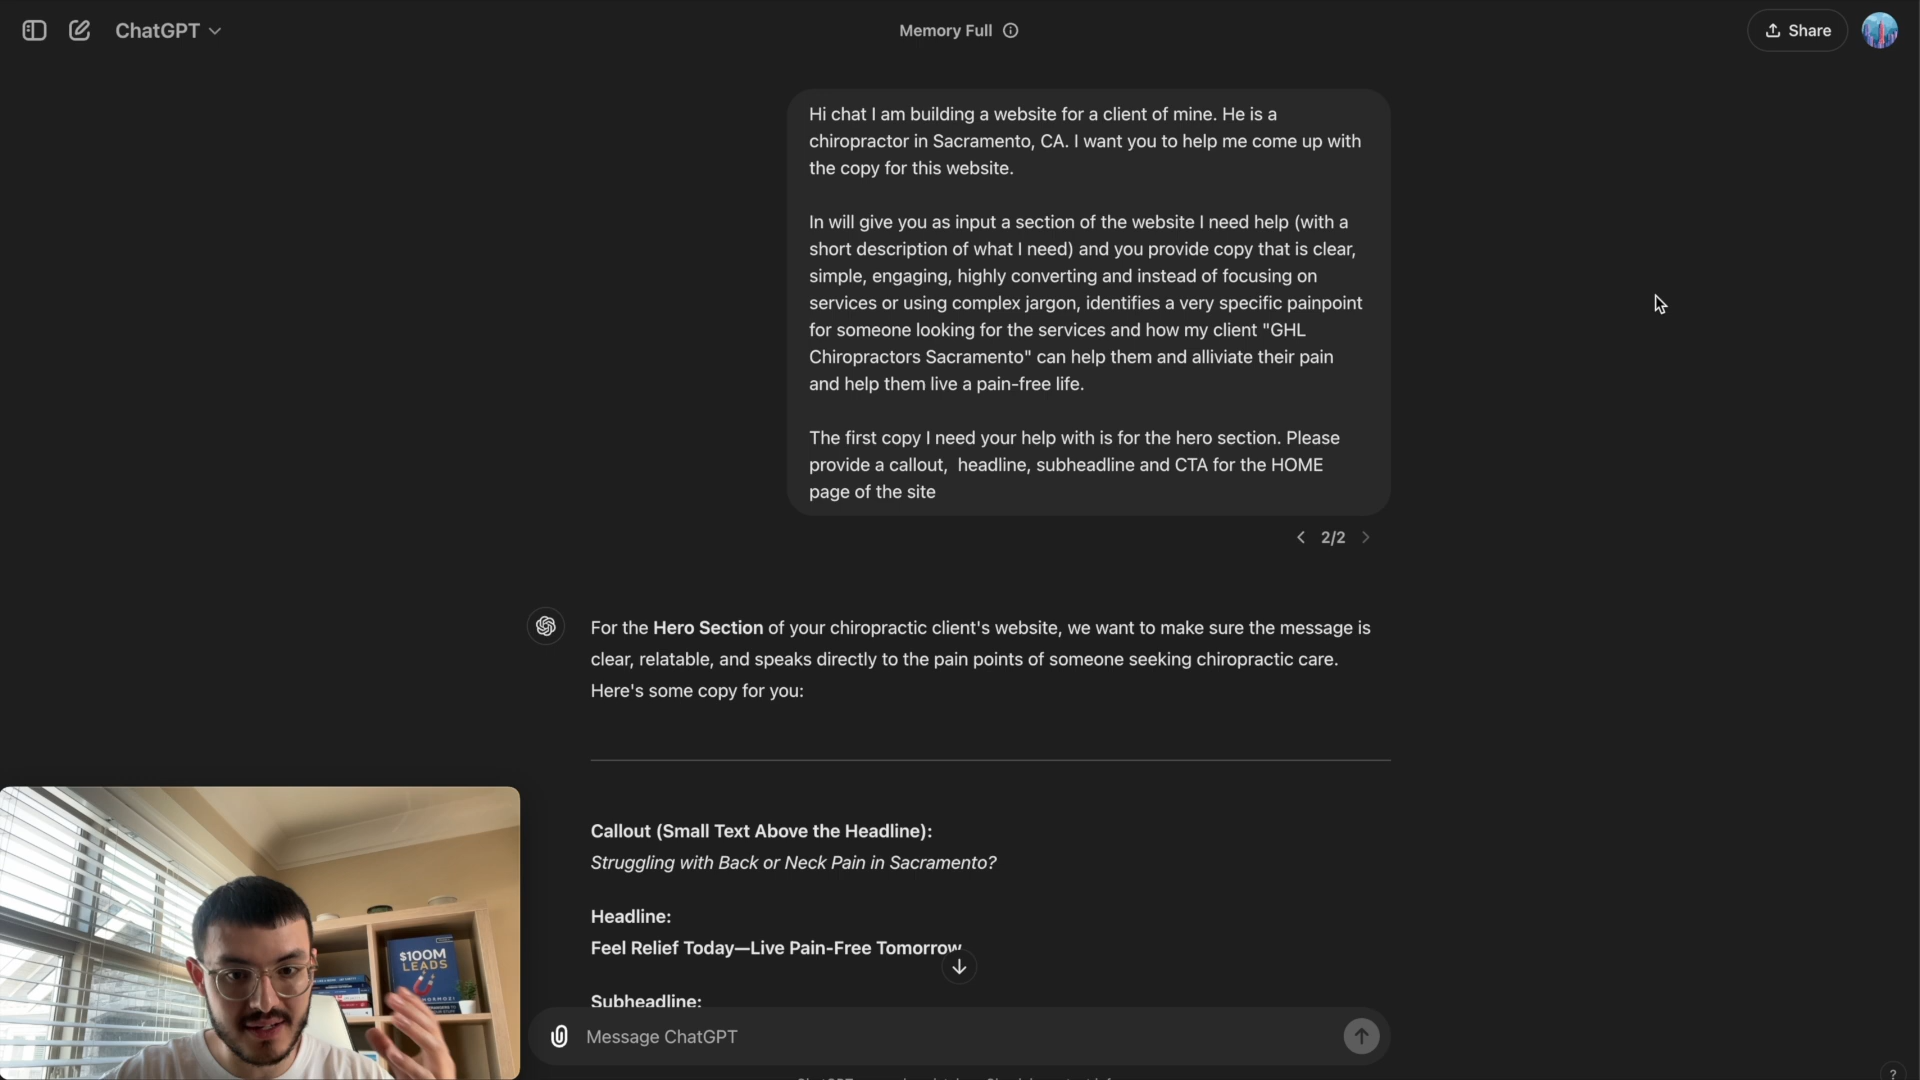 ChatGPT
Memory Full
Share
Hi chat I am building a website for a client of mine. He is a
chiropractor in Sacramento, CA. I want you to help me come up with
the copy for this website.
In will give you as input a section of the website I need help (with a
short description of what I need) and you provide copy that is clear,
simple, engaging, highly converting and instead of focusing on
services or using complex jargon, identifies a very specific painpoint
for someone looking for the services and how my client "GHL
Chiropractors Sacramento" can help them and alliviate their pain
and help them live a pain-free life.
The first copy I need your help with is for the hero section. Please
provide a callout,  headline, subheadline and CTA for the HOME
page of the site
2/2
For the Hero Section of your chiropractic client's website, we want to make sure the message is
clear, relatable, and speaks directly to the pain points of someone seeking chiropractic care.
Here's some copy for you:
Callout (Small Text Above the Headline):
Struggling with Back or Neck Pain in Sacramento?
Headline:
Feel Relief Today—Live Pain-Free Tomorrow
Subheadline:
Message ChatGPT
?
$100M
LEADS